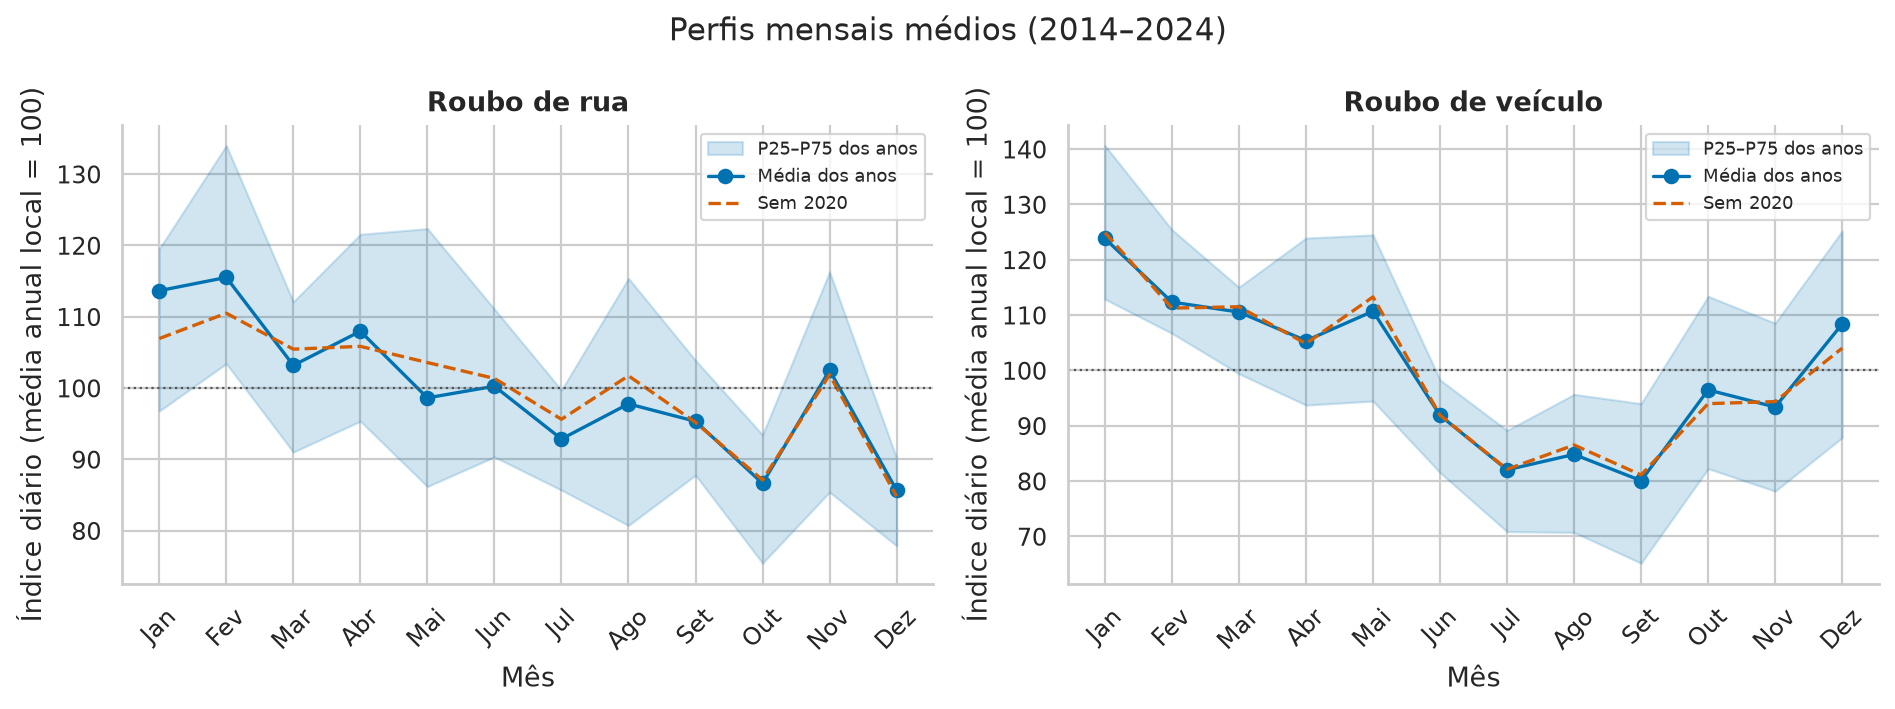 Perfis mensais médios (2014–2024)
Roubo de rua
Índice diário (média anual local = 100)
130
120
110
100
90
80
P25–P75 dos anos
Média dos anos
Sem 2020
Jan
Fev
Mar
Abr
Mai
Jun
Jul
Ago
Set
Out
Nov
Dez
Mês
Roubo de veículo
Índice diário (média anual local = 100)
140
130
120
110
100
90
80
70
P25–P75 dos anos
Média dos anos
Sem 2020
Jan
Fev
Mar
Abr
Mai
Jun
Jul
Ago
Set
Out
Nov
Dez
Mês